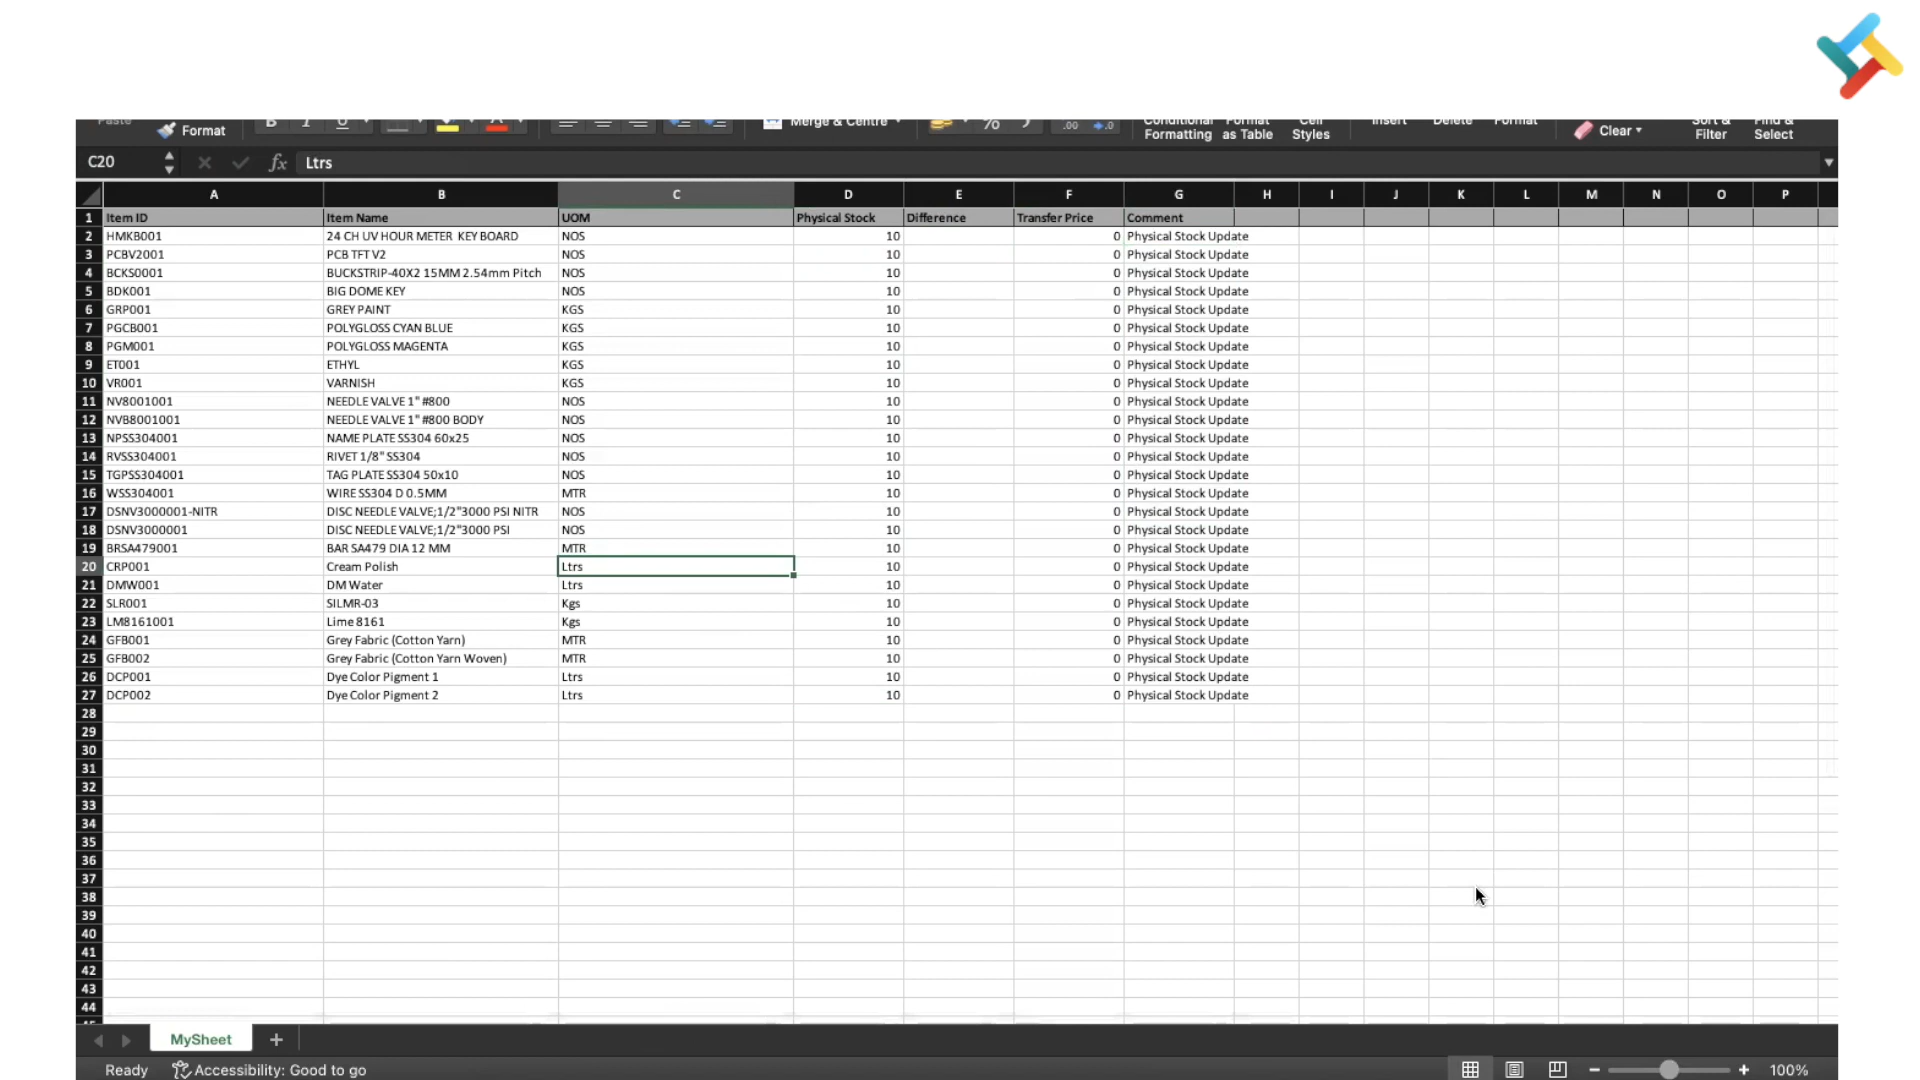 Paste
Format
B I U
Merge & Centre
% .00 .0
Conditional Formatting
Format as Table
Cell Styles
Insert
Delete
Format
Clear
Sort & Filter
Find & Select
C20 fx Ltrs
A B C D E F G H I J K L M N O P
1 Item ID Item Name UOM Physical Stock Difference Transfer Price Comment
2 HMKB001 24 CH UV HOUR METER KEY BOARD NOS 10 0 Physical Stock Update
3 PCBV2001 PCB TFT V2 NOS 10 0 Physical Stock Update
4 BCKS0001 BUCKSTRIP-40X2 15MM 2.54mm Pitch NOS 10 0 Physical Stock Update
5 BDK001 BIG DOME KEY NOS 10 0 Physical Stock Update
6 GRP001 GREY PAINT KGS 10 0 Physical Stock Update
7 PGCB001 POLYGLOSS CYAN BLUE KGS 10 0 Physical Stock Update
8 PGM001 POLYGLOSS MAGENTA KGS 10 0 Physical Stock Update
9 ET001 ETHYL KGS 10 0 Physical Stock Update
10 VR001 VARNISH KGS 10 0 Physical Stock Update
11 NV8001001 NEEDLE VALVE 1" #800 NOS 10 0 Physical Stock Update
12 NVB8001001 NEEDLE VALVE 1" #800 BODY NOS 10 0 Physical Stock Update
13 NPSS304001 NAME PLATE SS304 60x25 NOS 10 0 Physical Stock Update
14 RVSS304001 RIVET 1/8" SS304 NOS 10 0 Physical Stock Update
15 TGPSS304001 TAG PLATE SS304 50x10 NOS 10 0 Physical Stock Update
16 WSS304001 WIRE SS304 D 0.5MM MTR 10 0 Physical Stock Update
17 DSNV3000001-NITR DISC NEEDLE VALVE;1/2"3000 PSI NITR NOS 10 0 Physical Stock Update
18 DSNV3000001 DISC NEEDLE VALVE;1/2"3000 PSI NOS 10 0 Physical Stock Update
19 BRSA479001 BAR SA479 DIA 12 MM MTR 10 0 Physical Stock Update
20 CRP001 Cream Polish Ltrs 10 0 Physical Stock Update
21 DMW001 DM Water Ltrs 10 0 Physical Stock Update
22 SLR001 SILMR-03 Kgs 10 0 Physical Stock Update
23 LM8161001 Lime 8161 Kgs 10 0 Physical Stock Update
24 GFB001 Grey Fabric (Cotton Yarn) MTR 10 0 Physical Stock Update
25 GFB002 Grey Fabric (Cotton Yarn Woven) MTR 10 0 Physical Stock Update
26 DCP001 Dye Color Pigment 1 Ltrs 10 0 Physical Stock Update
27 DCP002 Dye Color Pigment 2 Ltrs 10 0 Physical Stock Update
28
29
30
31
32
33
34
35
36
37
38
39
40
41
42
43
44
45
MySheet +
Ready Accessibility: Good to go 100%